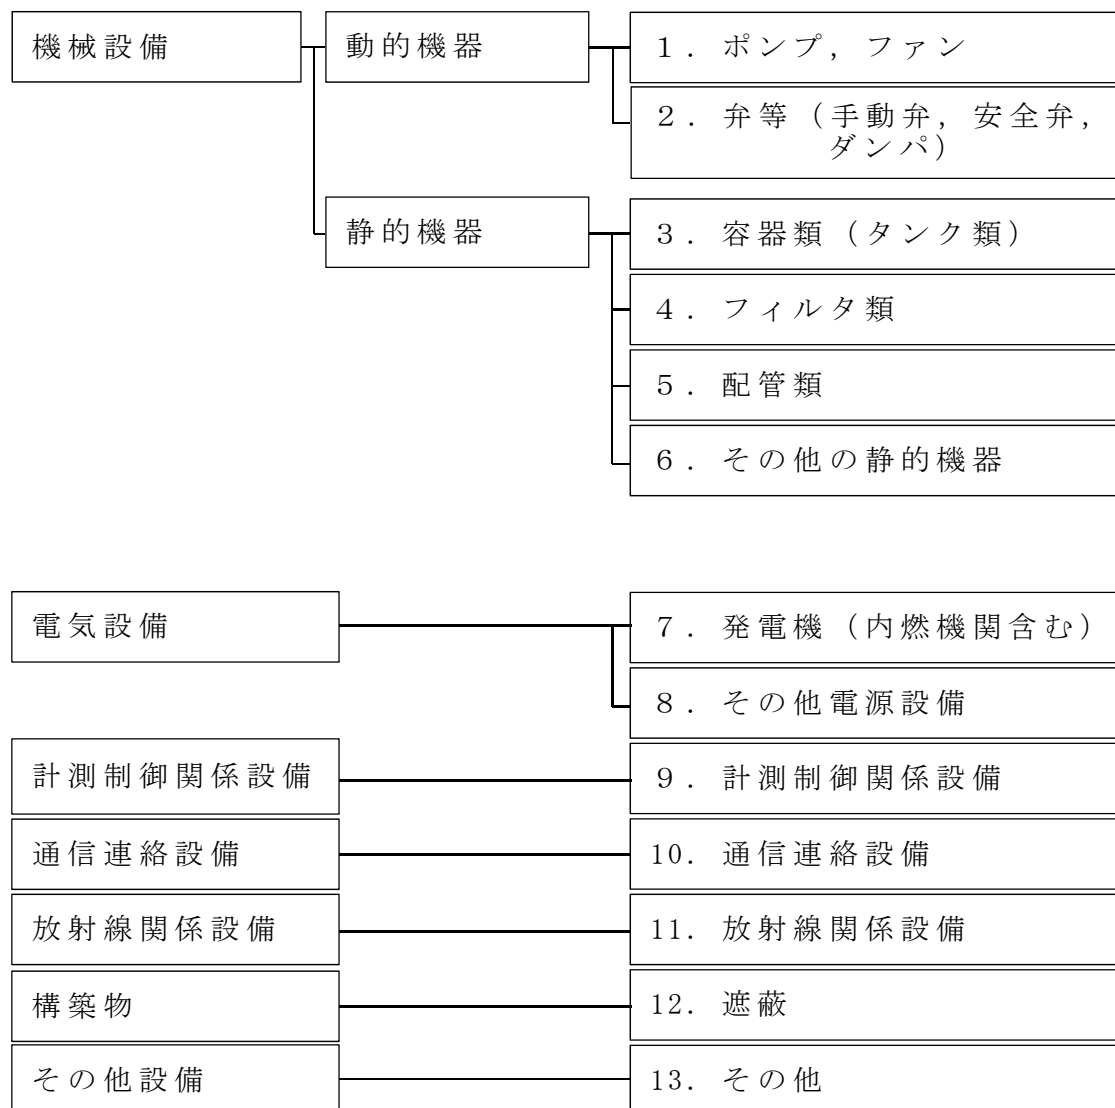 機械設備
動的機器
1. ポンプ, ファン
2. 弁等（手動弁, 安全弁,
ダンパ）
静的機器
3. 容器類（タンク類）
4. フィルタ類
5. 配管類
6. その他の静的機器
電気設備
7. 発電機（内燃機関含む）
8. その他電源設備
計測制御関係設備
9. 計測制御関係設備
通信連絡設備
10. 通信連絡設備
放射線関係設備
11. 放射線関係設備
構築物
12. 遮蔽
その他設備
13. その他